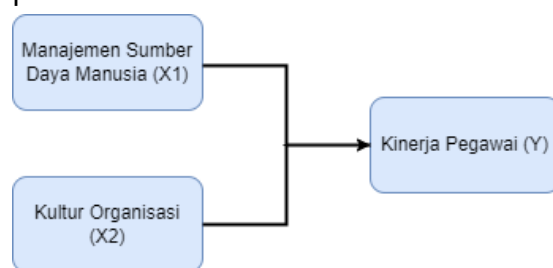 Manajemen Sumber
Daya Manusia (X1)
Kinerja Pegawai (Y)
Kultur Organisasi
(X2)